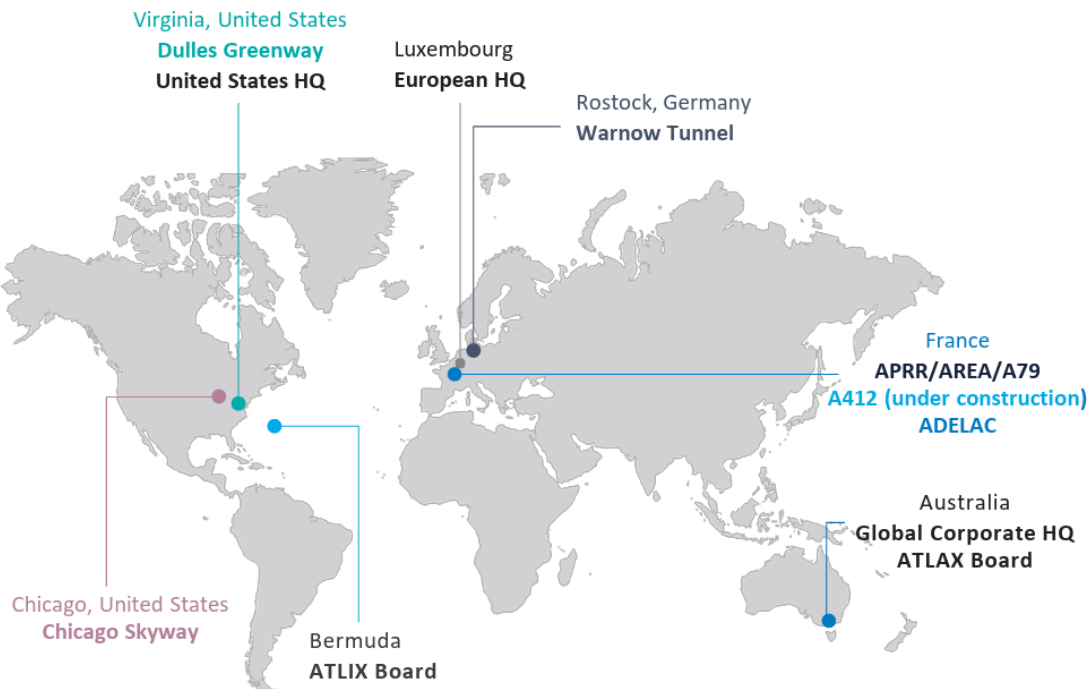 Virginia, United States
Dulles Greenway
United States HQ
Luxembourg
European HQ
Rostock, Germany
Warnow Tunnel
France
APRR/AREA/A79
A412 (under construction)
ADELAC
Australia
Global Corporate HQ
ATLAX Board
Chicago, United States
Chicago Skyway
Bermuda
ATLIX Board